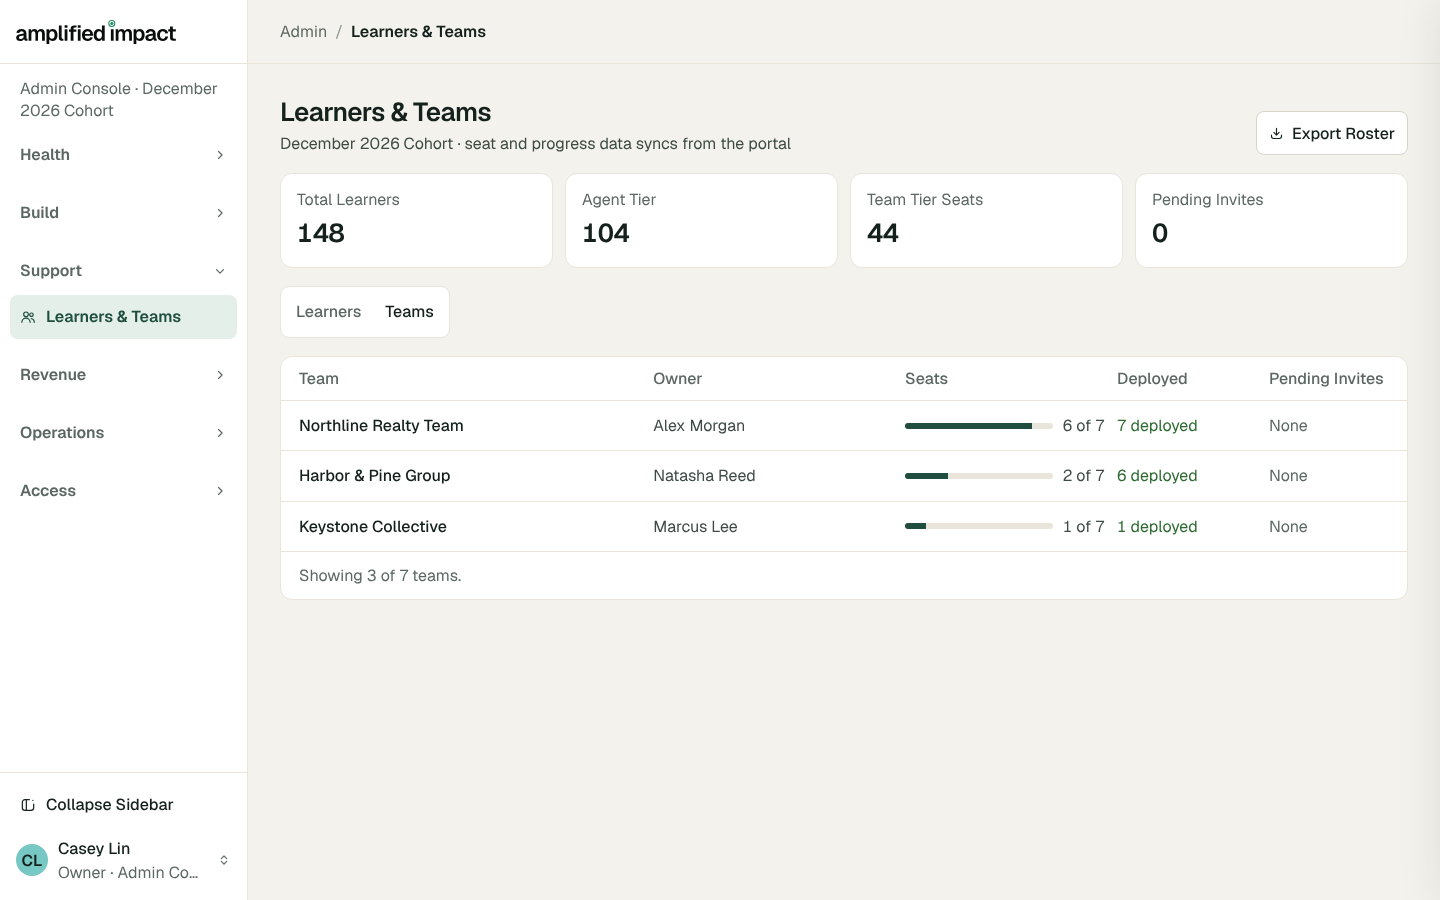 amplified impact
Admin / Learners & Teams
Admin Console · December
2026 Cohort
Health
Build
Support
Learners & Teams
Revenue
Operations
Access
Collapse Sidebar
CL
Casey Lin
Owner · Admin Co...
Learners & Teams
December 2026 Cohort · seat and progress data syncs from the portal
Export Roster
Total Learners
148
Agent Tier
104
Team Tier Seats
44
Pending Invites
0
Learners Teams
Team Owner Seats Deployed Pending Invites
Northline Realty Team Alex Morgan 6 of 7 7 deployed None
Harbor & Pine Group Natasha Reed 2 of 7 6 deployed None
Keystone Collective Marcus Lee 1 of 7 1 deployed None
Showing 3 of 7 teams.